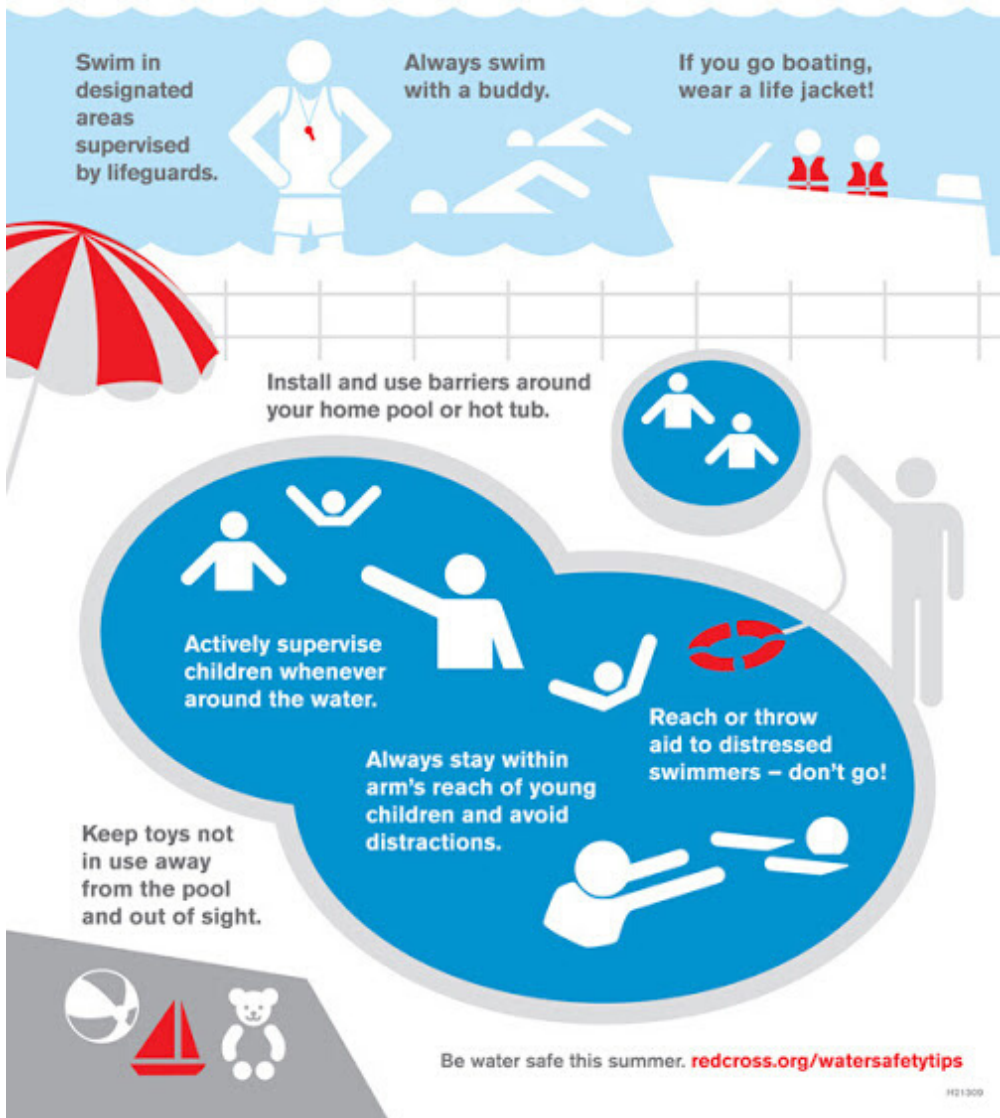 Swim in
designated
areas
supervised
by lifeguards.
Always swim
with a buddy.
If you go boating,
wear a life jacket!
Install and use barriers around
your home pool or hot tub.
Actively supervise
children whenever
around the water.
Always stay within
arm's reach of young
children and avoid
distractions.
Reach or throw
aid to distressed
swimmers – don't go!
Keep toys not
in use away
from the pool
and out of sight.
Be water safe this summer. redcross.org/watersafetytips
H21309